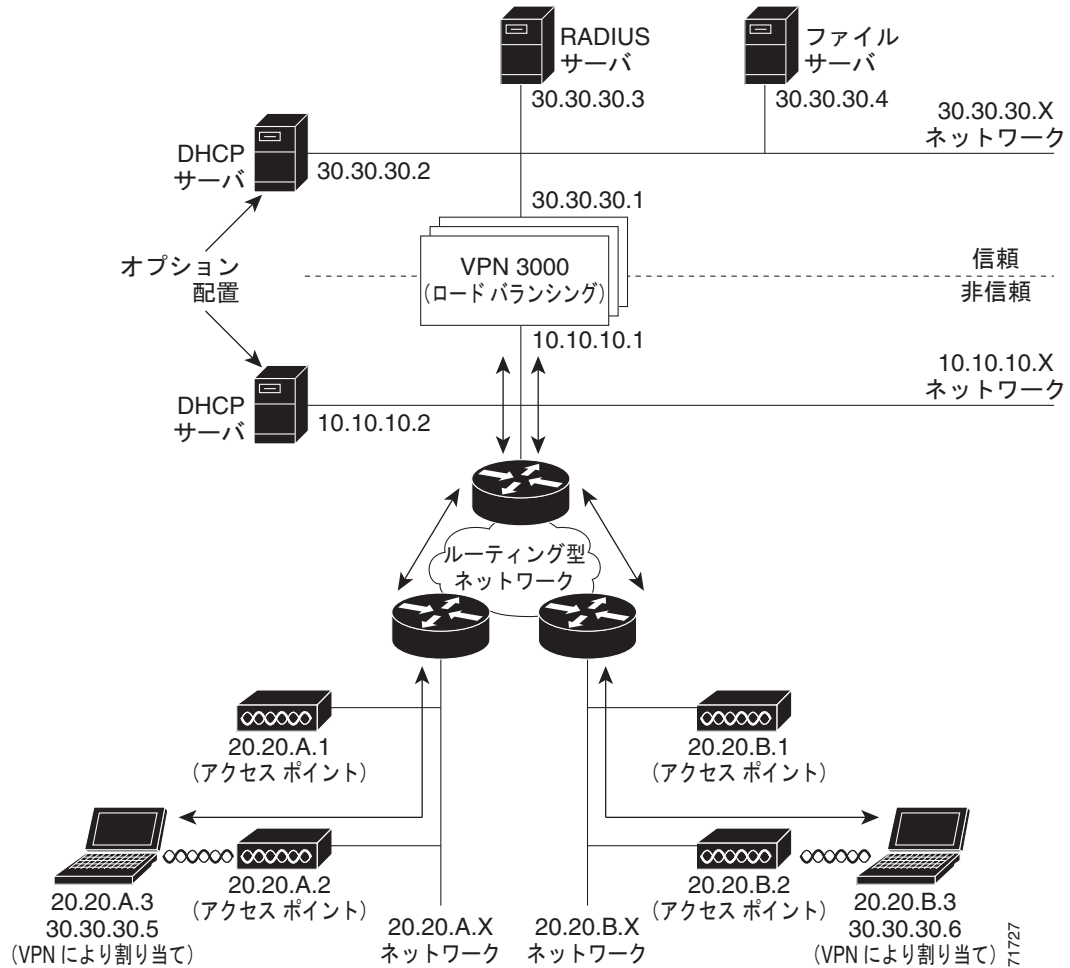 RADIUS
サーバ
30.30.30.3
ファイル
サーバ
30.30.30.4
30.30.30.X
ネットワーク
DHCP
サーバ
30.30.30.2
30.30.30.1
オプション
配置
VPN 3000
(ロード バランシング)
信頼
非信頼
10.10.10.1
10.10.10.X
ネットワーク
DHCP
サーバ
10.10.10.2
ルーティング型
ネットワーク
20.20.A.1
(アクセス ポイント)
20.20.B.1
(アクセス ポイント)
20.20.A.3
30.30.30.5
(VPN により割り当て)
20.20.A.2
(アクセス ポイント)
20.20.A.X
ネットワーク
20.20.B.X
ネットワーク
20.20.B.2
(アクセス ポイント)
20.20.B.3
30.30.30.6
(VPN により割り当て)
71727